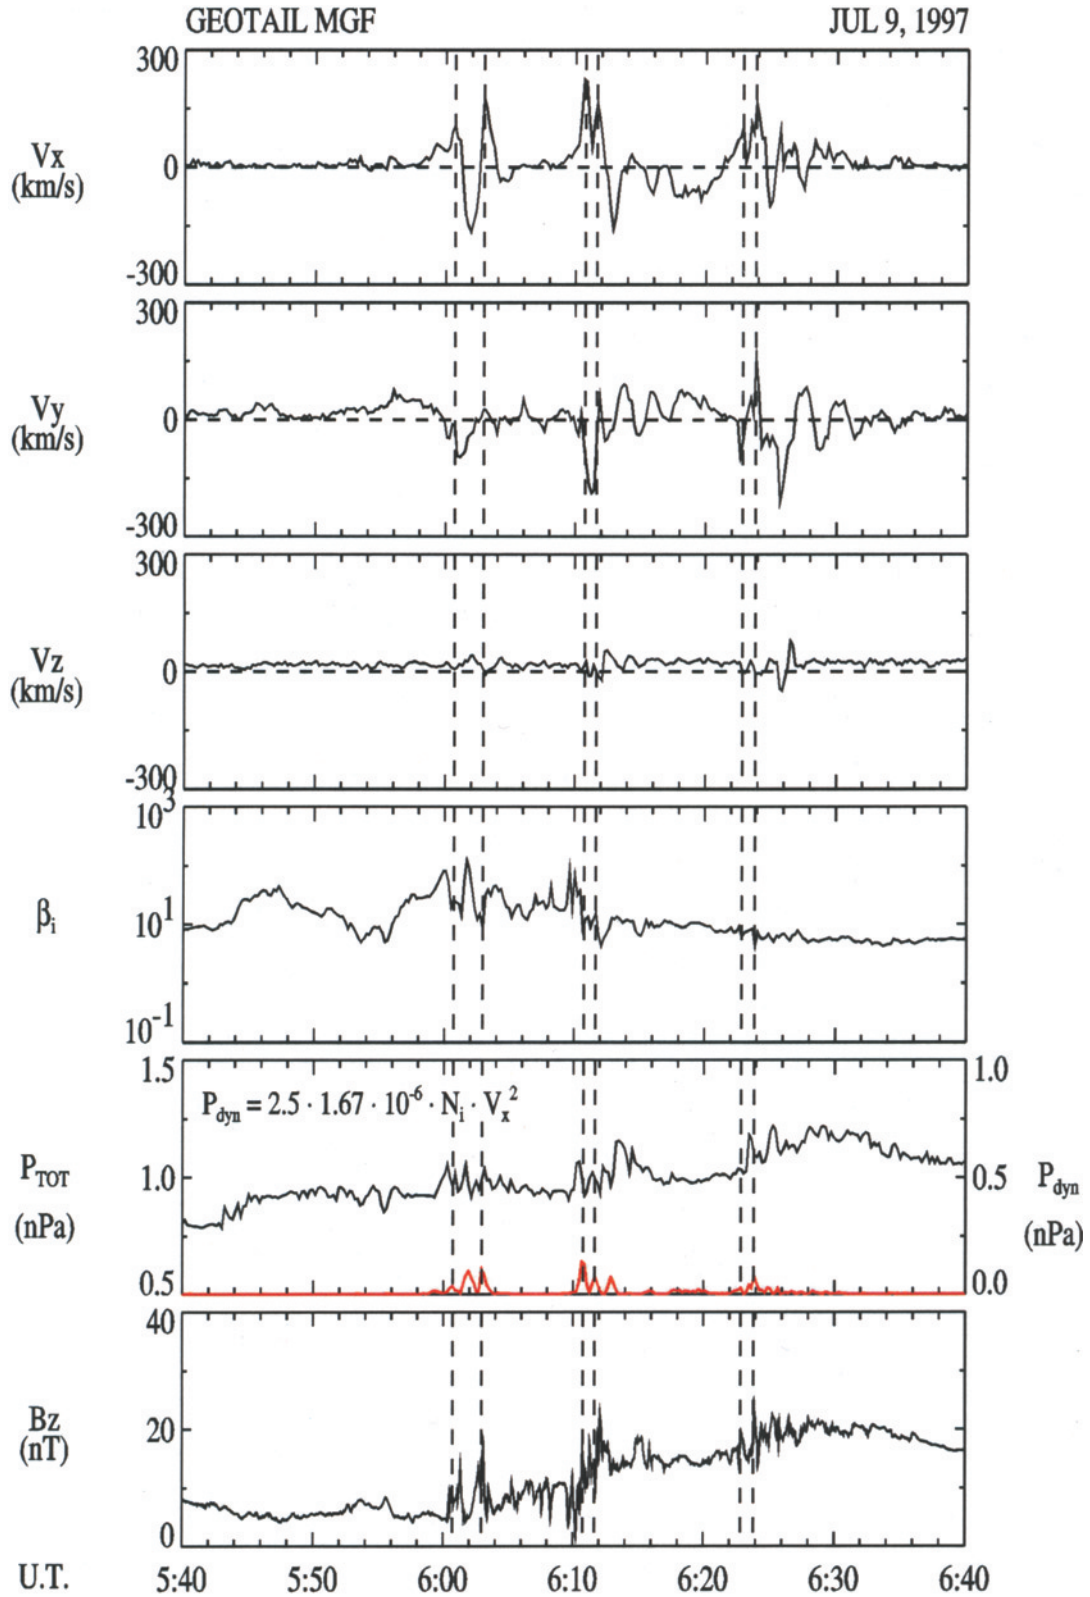 GEOTAIL MGF JUL 9, 1997
300
Vx
(km/s)
0
-300
300
Vy
(km/s)
0
-300
300
Vz
(km/s)
0
-300
10³
βᵢ
10¹
10⁻¹
1.5 1.0
P_dyn = 2.5 · 1.67 · 10⁻⁶ · Nᵢ · Vₓ²
P_TOT 1.0 0.5 P_dyn
(nPa) (nPa)
0.5 0.0
40
Bz
(nT)
20
0
U.T. 5:40 5:50 6:00 6:10 6:20 6:30 6:40